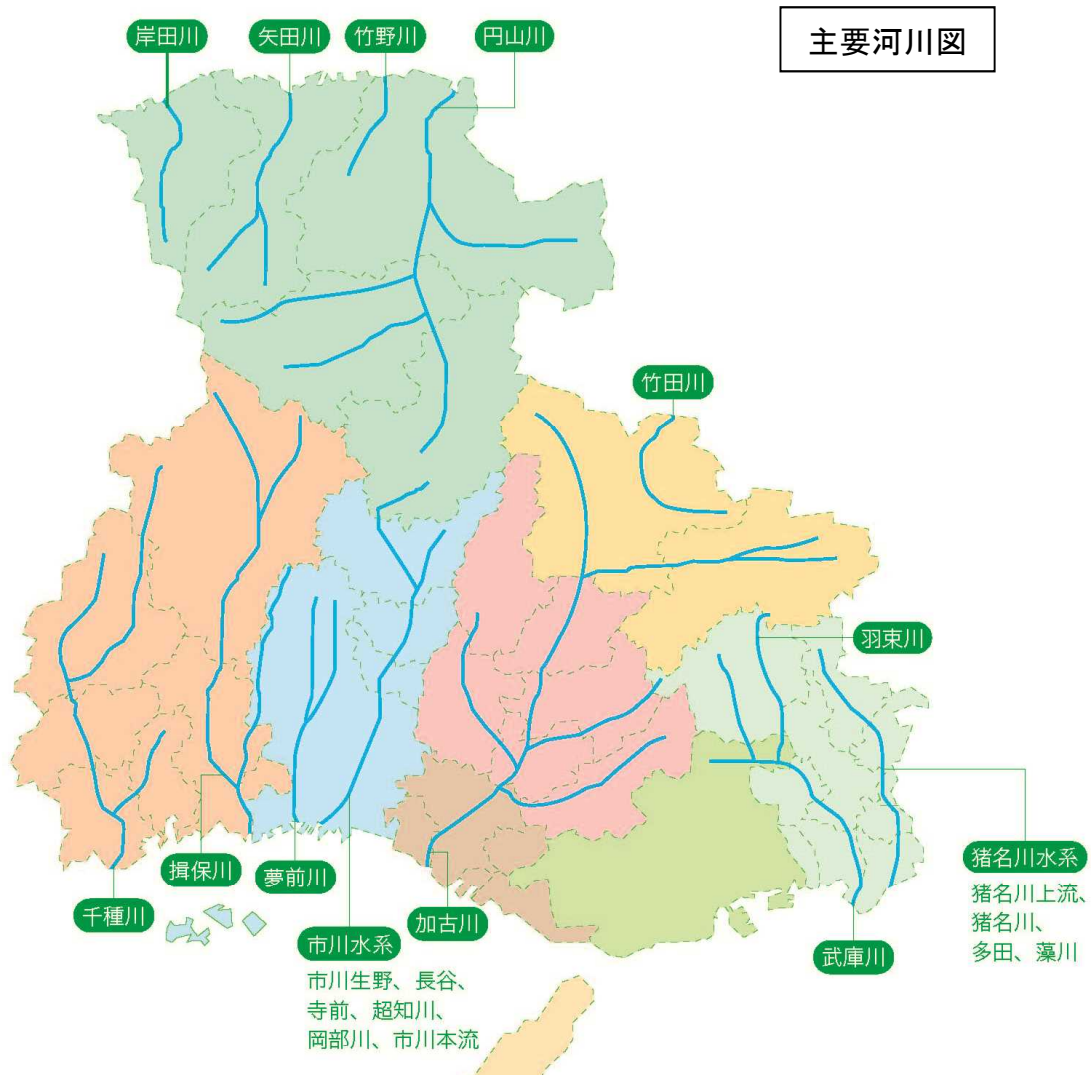 主要河川図
岸田川
矢田川
竹野川
円山川
竹田川
羽束川
揖保川
夢前川
千種川
加古川
市川水系
市川生野、長谷、
寺前、超知川、
岡部川、市川本流
武庫川
猪名川水系
猪名川上流、
猪名川、
多田、藻川